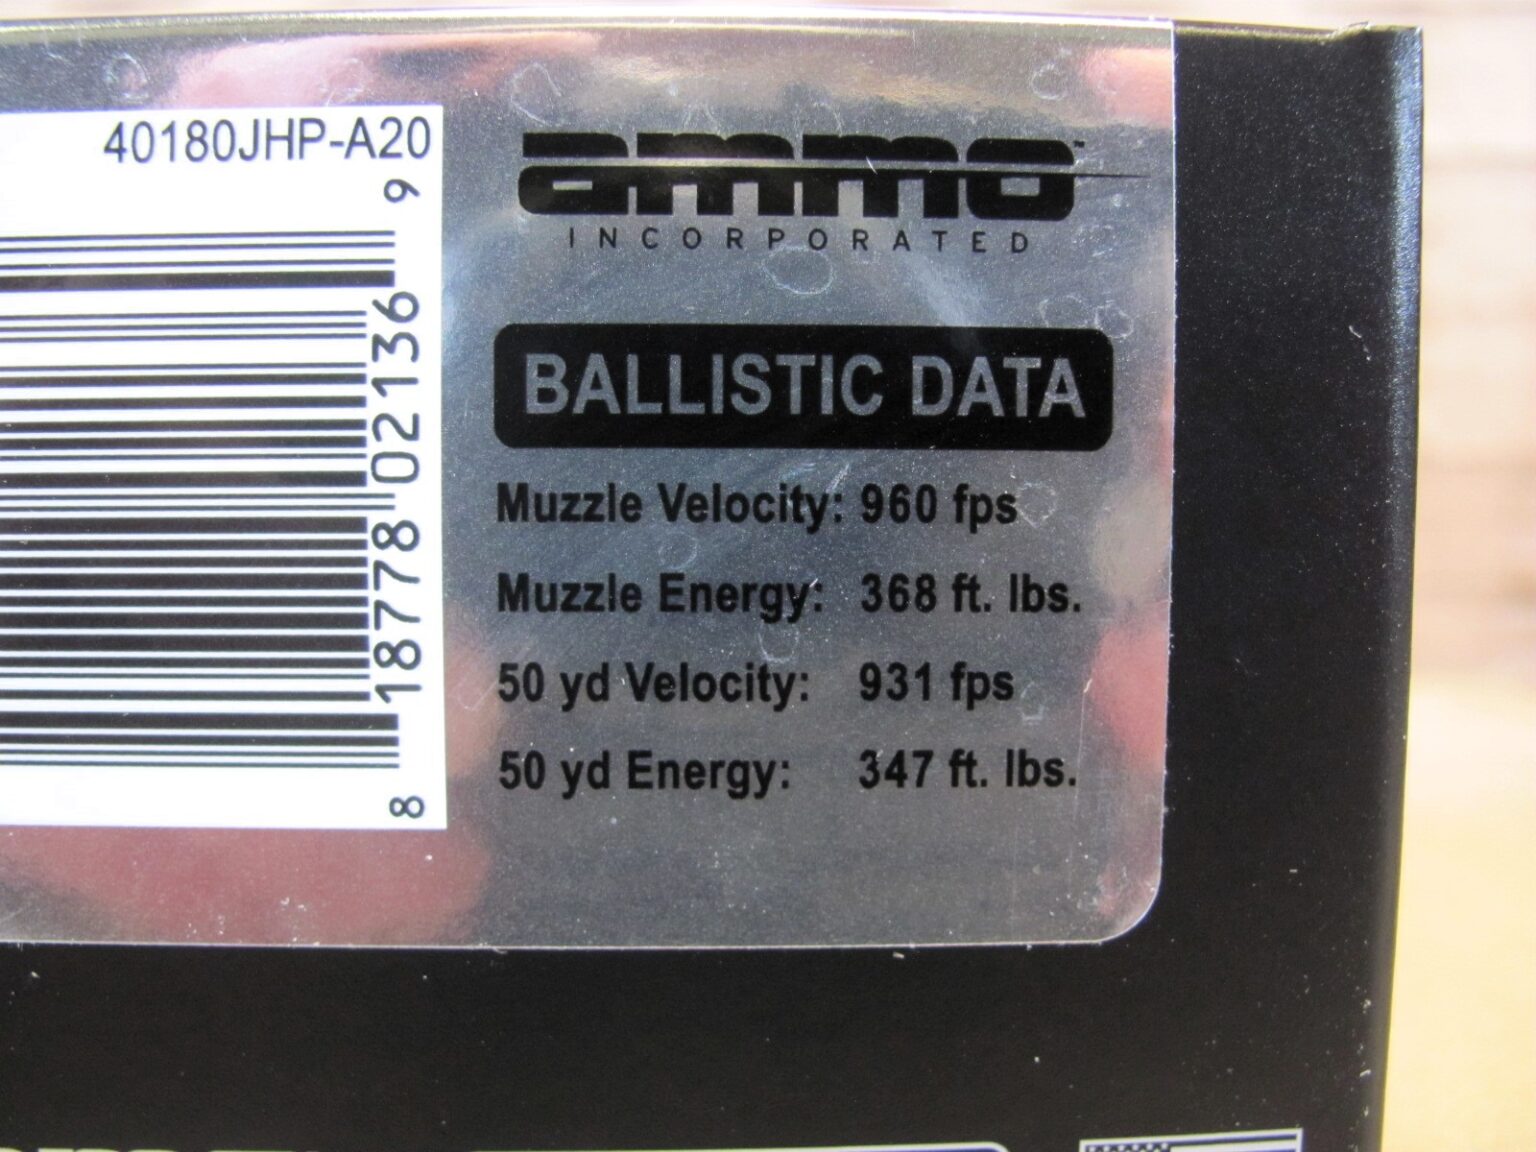 40180JHP-A20
8 18778 02136 9
ammo™
INCORPORATED
BALLISTIC DATA
Muzzle Velocity: 960 fps
Muzzle Energy: 368 ft. lbs.
50 yd Velocity: 931 fps
50 yd Energy: 347 ft. lbs.